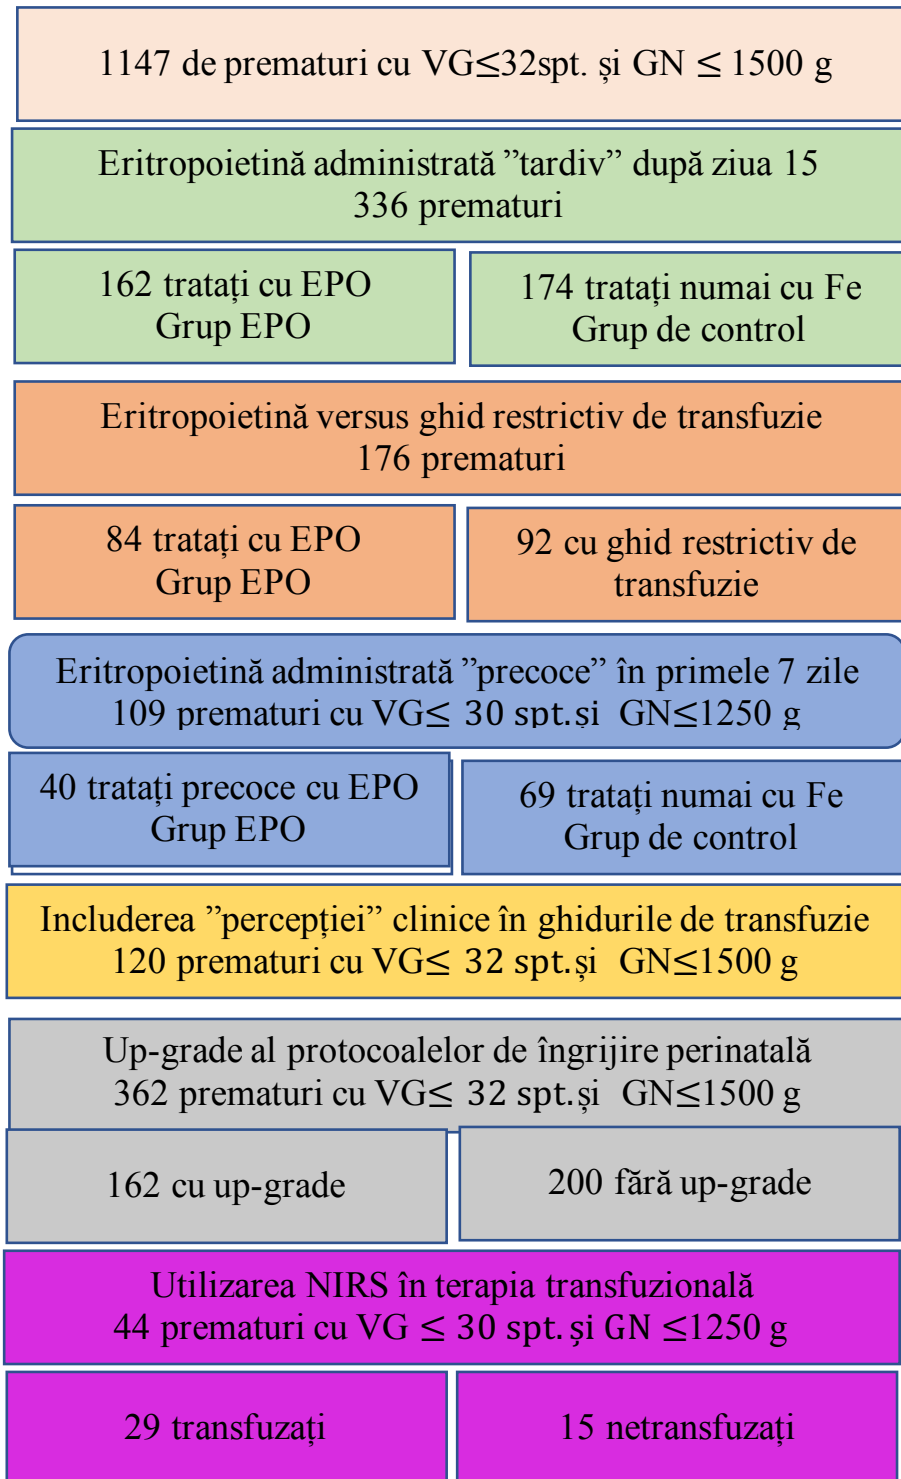 1147 de prematuri cu VG≤32spt. și GN ≤ 1500 g
Eritropoietină administrată ”tardiv” după ziua 15
336 prematuri
162 tratați cu EPO
Grup EPO
174 tratați numai cu Fe
Grup de control
Eritropoietină versus ghid restrictiv de transfuzie
176 prematuri
84 tratați cu EPO
Grup EPO
92 cu ghid restrictiv de
transfuzie
Eritropoietină administrată ”precoce” în primele 7 zile
109 prematuri cu VG≤ 30 spt.și GN≤1250 g
40 tratați precoce cu EPO
Grup EPO
69 tratați numai cu Fe
Grup de control
Includerea ”percepției” clinice în ghidurile de transfuzie
120 prematuri cu VG≤ 32 spt.și GN≤1500 g
Up-grade al protocoalelor de îngrijire perinatală
362 prematuri cu VG≤ 32 spt.și GN≤1500 g
162 cu up-grade
200 fără up-grade
Utilizarea NIRS în terapia transfuzională
44 prematuri cu VG ≤ 30 spt.și GN ≤1250 g
29 transfuzați
15 netransfuzați